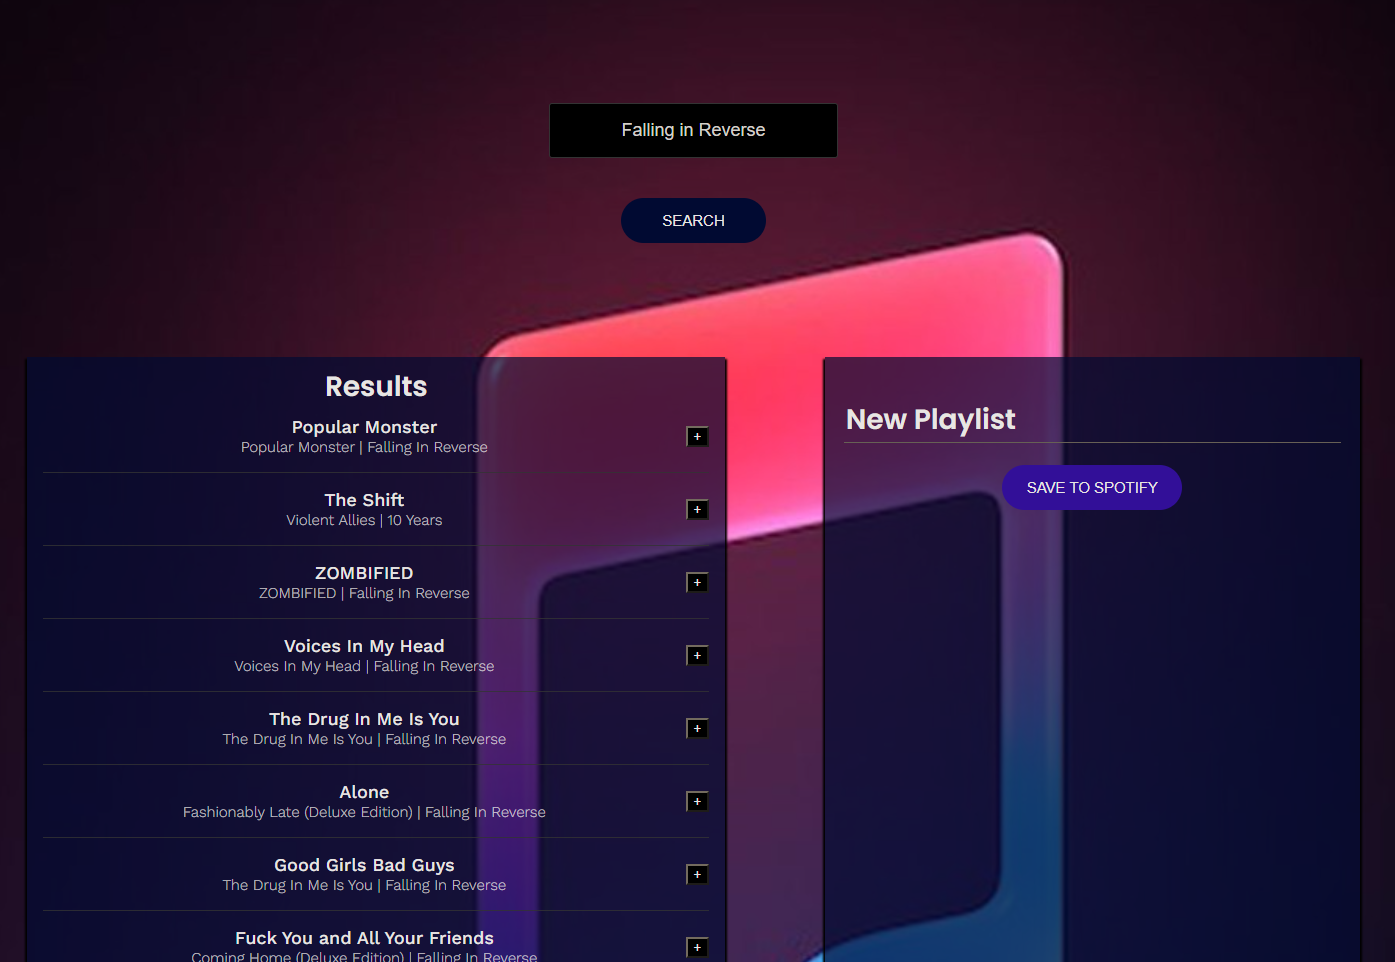 Falling in Reverse
SEARCH
Results
Popular Monster
Popular Monster | Falling In Reverse
+
The Shift
Violent Allies | 10 Years
+
ZOMBIFIED
ZOMBIFIED | Falling In Reverse
+
Voices In My Head
Voices In My Head | Falling In Reverse
+
The Drug In Me Is You
The Drug In Me Is You | Falling In Reverse
+
Alone
Fashionably Late (Deluxe Edition) | Falling In Reverse
+
Good Girls Bad Guys
The Drug In Me Is You | Falling In Reverse
+
Fuck You and All Your Friends
Coming Home (Deluxe Edition) | Falling In Reverse
+
New Playlist
SAVE TO SPOTIFY